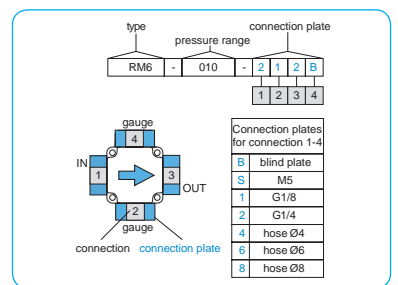 type
connection plate
pressure range
RM6 - 010 - 2 1 2 B
1 2 3 4
gauge
4
IN
1
3
OUT
2
gauge
connection
connection plate
Connection plates
for connection 1-4
B blind plate
S M5
1 G1/8
2 G1/4
4 hose Ø4
6 hose Ø6
8 hose Ø8